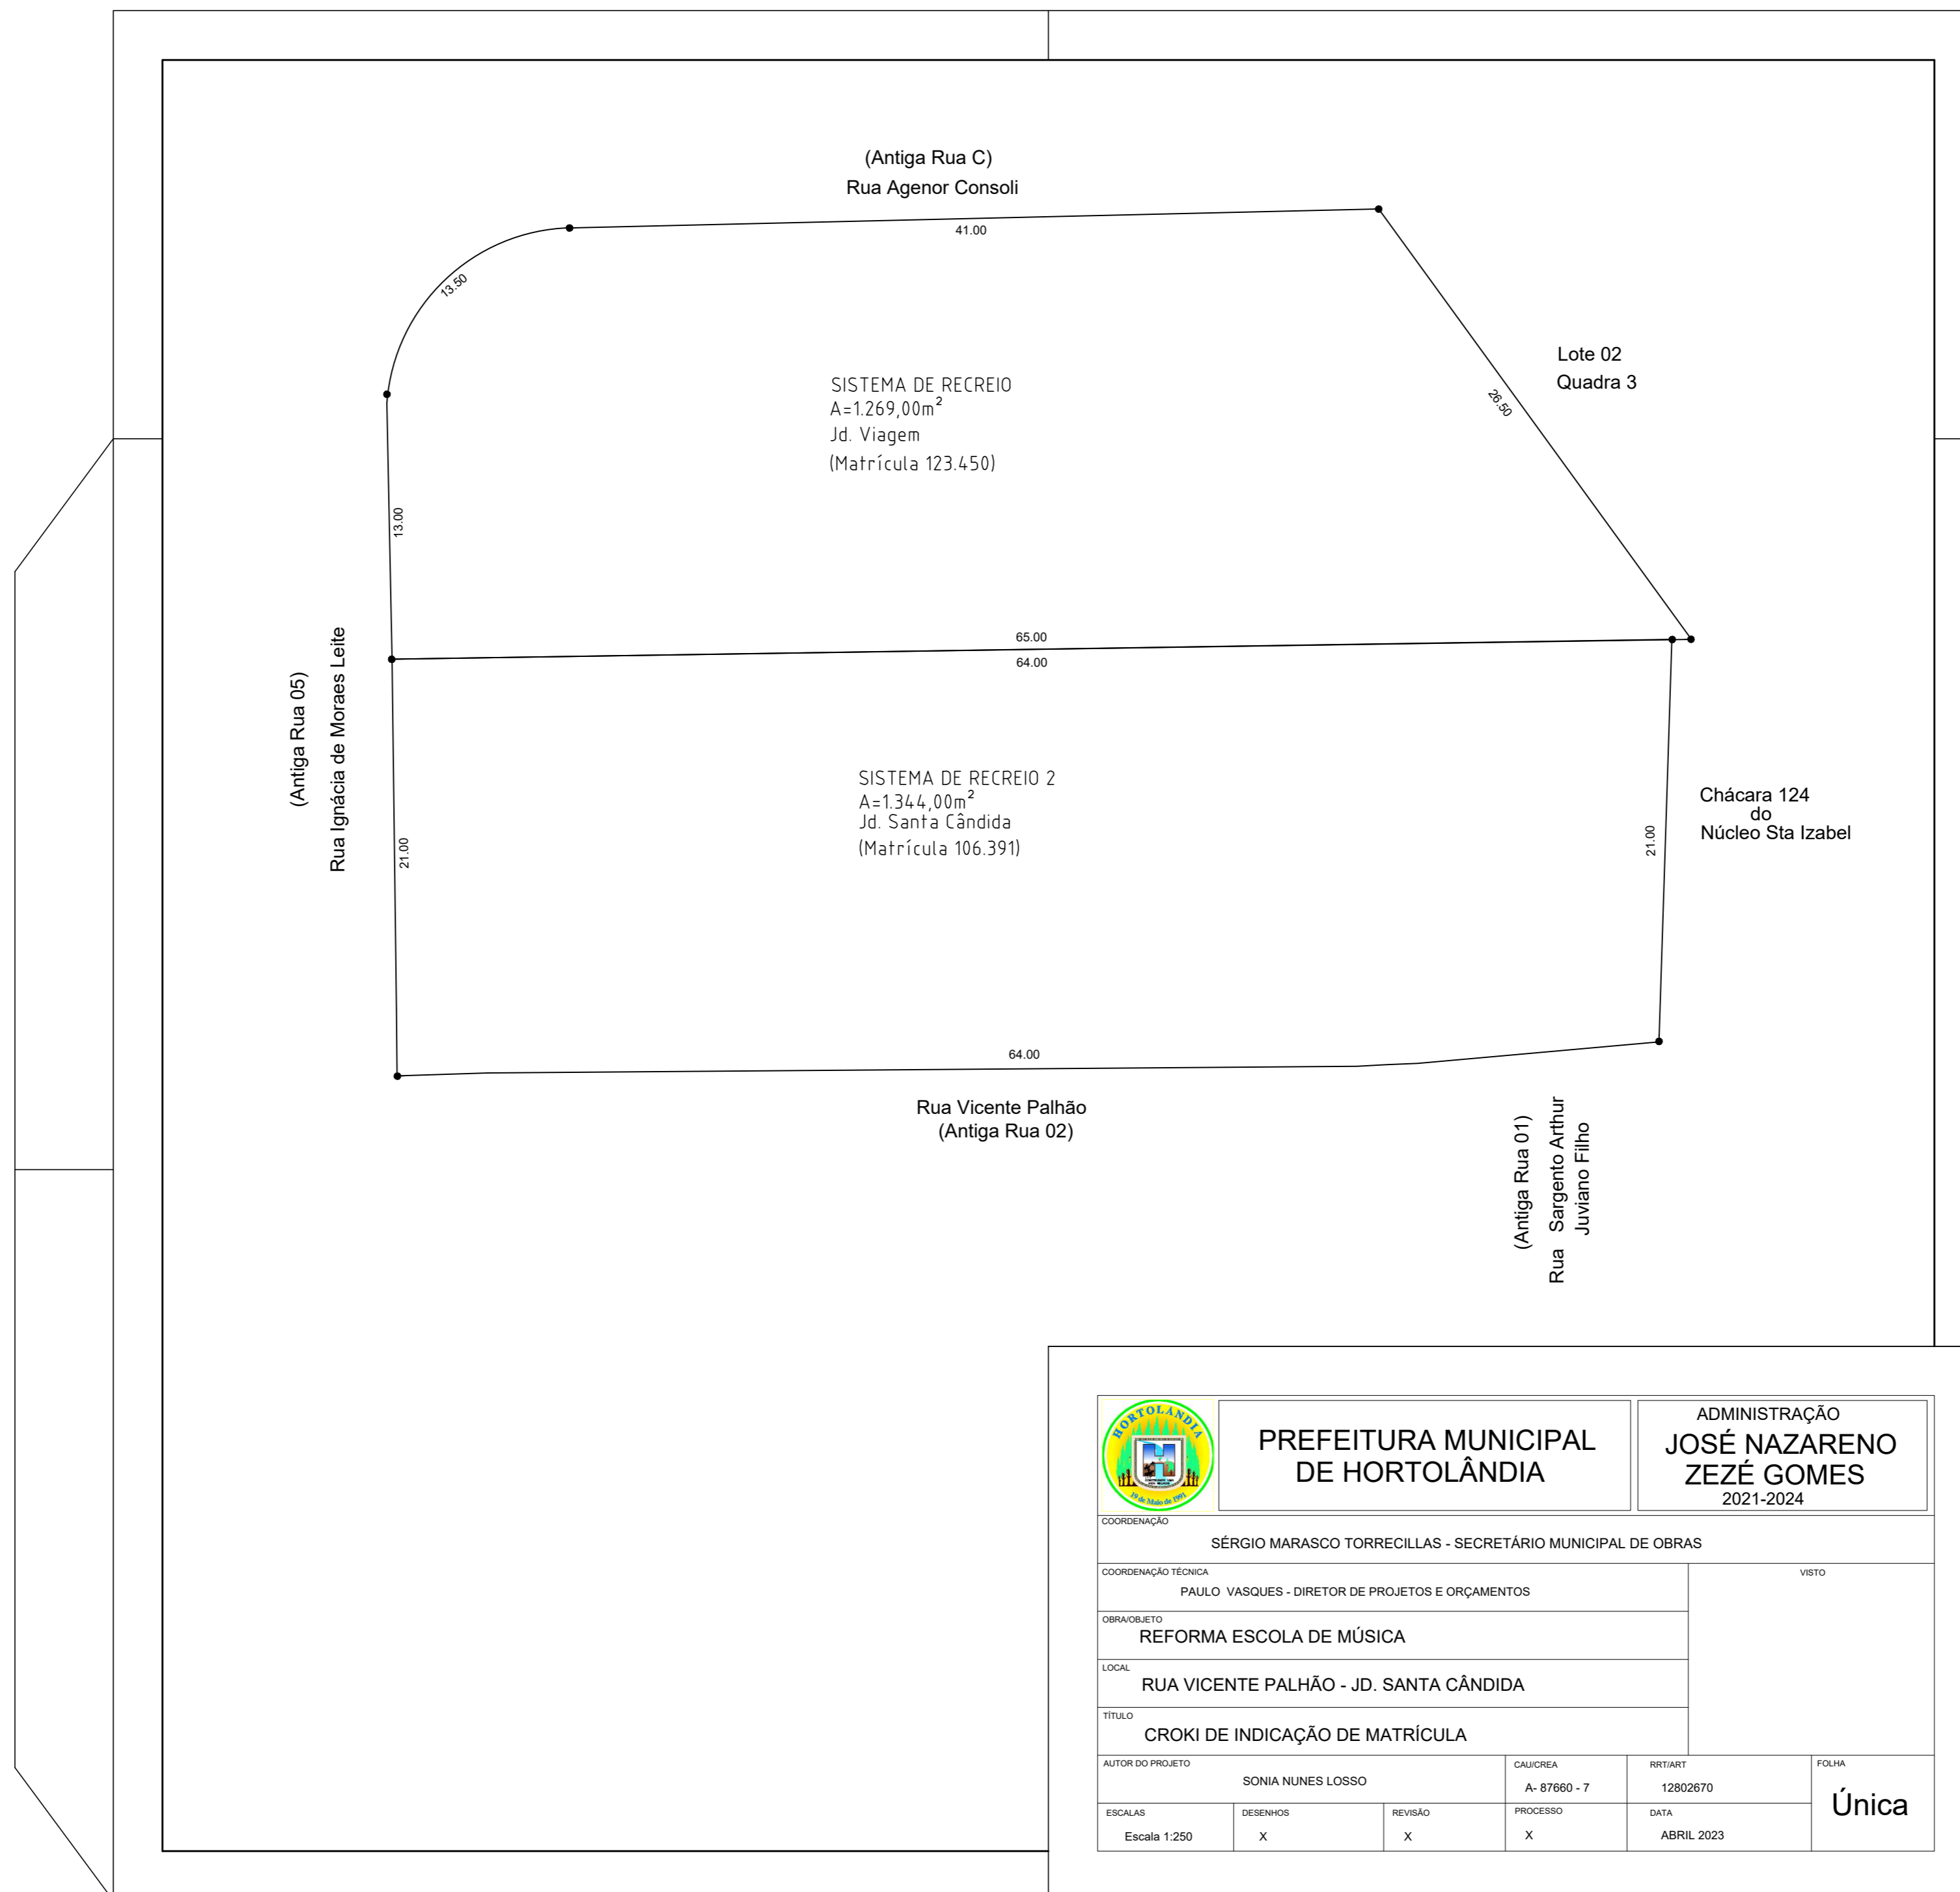 (Antiga Rua C)
Rua Agenor Consoli
41.00
13.50
Lote 02
Quadra 3
26.50
SISTEMA DE RECREIO
A=1.269,00m²
Jd. Viagem
(Matrícula 123.450)
13.00
65.00
64.00
(Antiga Rua 05)
Rua Ignácia de Moraes Leite
SISTEMA DE RECREIO 2
A=1.344,00m²
Jd. Santa Cândida
(Matrícula 106.391)
Chácara 124
do
Núcleo Sta Izabel
21.00
21.00
64.00
Rua Vicente Palhão
(Antiga Rua 02)
(Antiga Rua 01)
Rua Sargento Arthur
Juviano Filho
HORTOLÂNDIA
19 de Maio de 1991
PREFEITURA MUNICIPAL
DE HORTOLÂNDIA
ADMINISTRAÇÃO
JOSÉ NAZARENO
ZEZÉ GOMES
2021-2024
COORDENAÇÃO
SÉRGIO MARASCO TORRECILLAS - SECRETÁRIO MUNICIPAL DE OBRAS
COORDENAÇÃO TÉCNICA
PAULO VASQUES - DIRETOR DE PROJETOS E ORÇAMENTOS
VISTO
OBRA/OBJETO
REFORMA ESCOLA DE MÚSICA
LOCAL
RUA VICENTE PALHÃO - JD. SANTA CÂNDIDA
TÍTULO
CROKI DE INDICAÇÃO DE MATRÍCULA
AUTOR DO PROJETO
SONIA NUNES LOSSO
CAU/CREA
A- 87660 - 7
RRT/ART
12802670
FOLHA
Única
ESCALAS
Escala 1:250
DESENHOS
X
REVISÃO
X
PROCESSO
X
DATA
ABRIL 2023